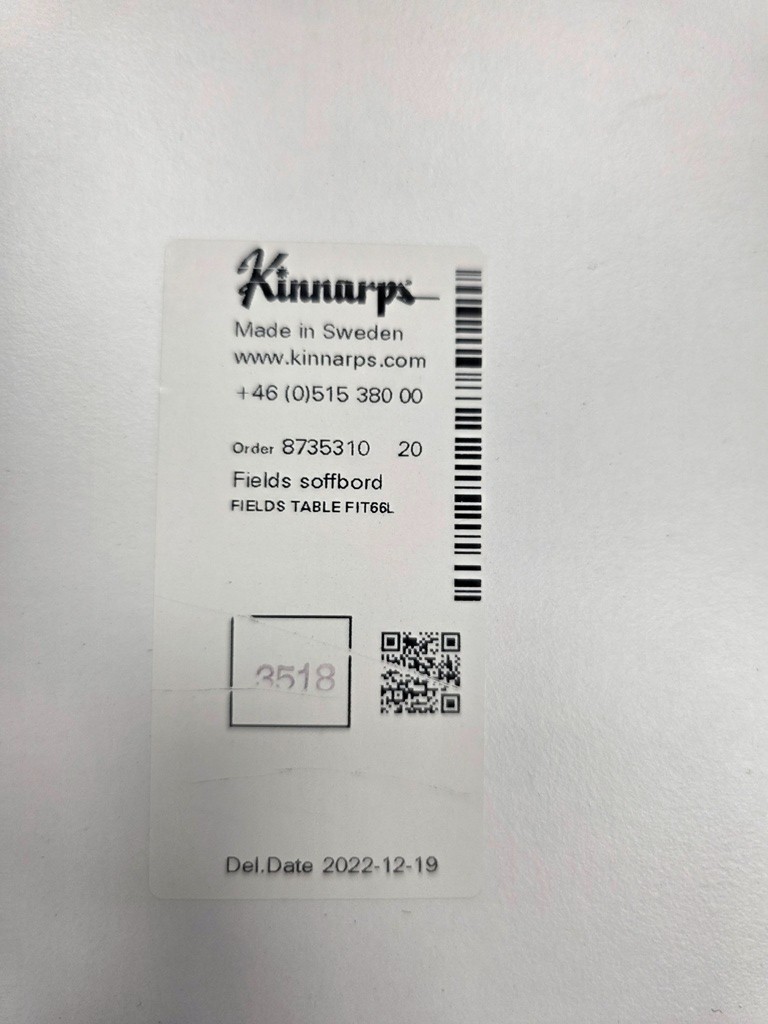 Kinnarps
Made in Sweden
www.kinnarps.com
+46 (0)515 380 00
Order 8735310 20
Fields soffbord
FIELDS TABLE FIT66L
3518
Del.Date 2022-12-19